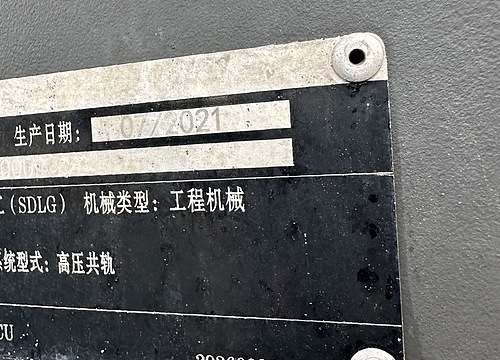 生产日期: 07/2021
(SDLG) 机械类型: 工程机械
系统型式: 高压共轨
CU